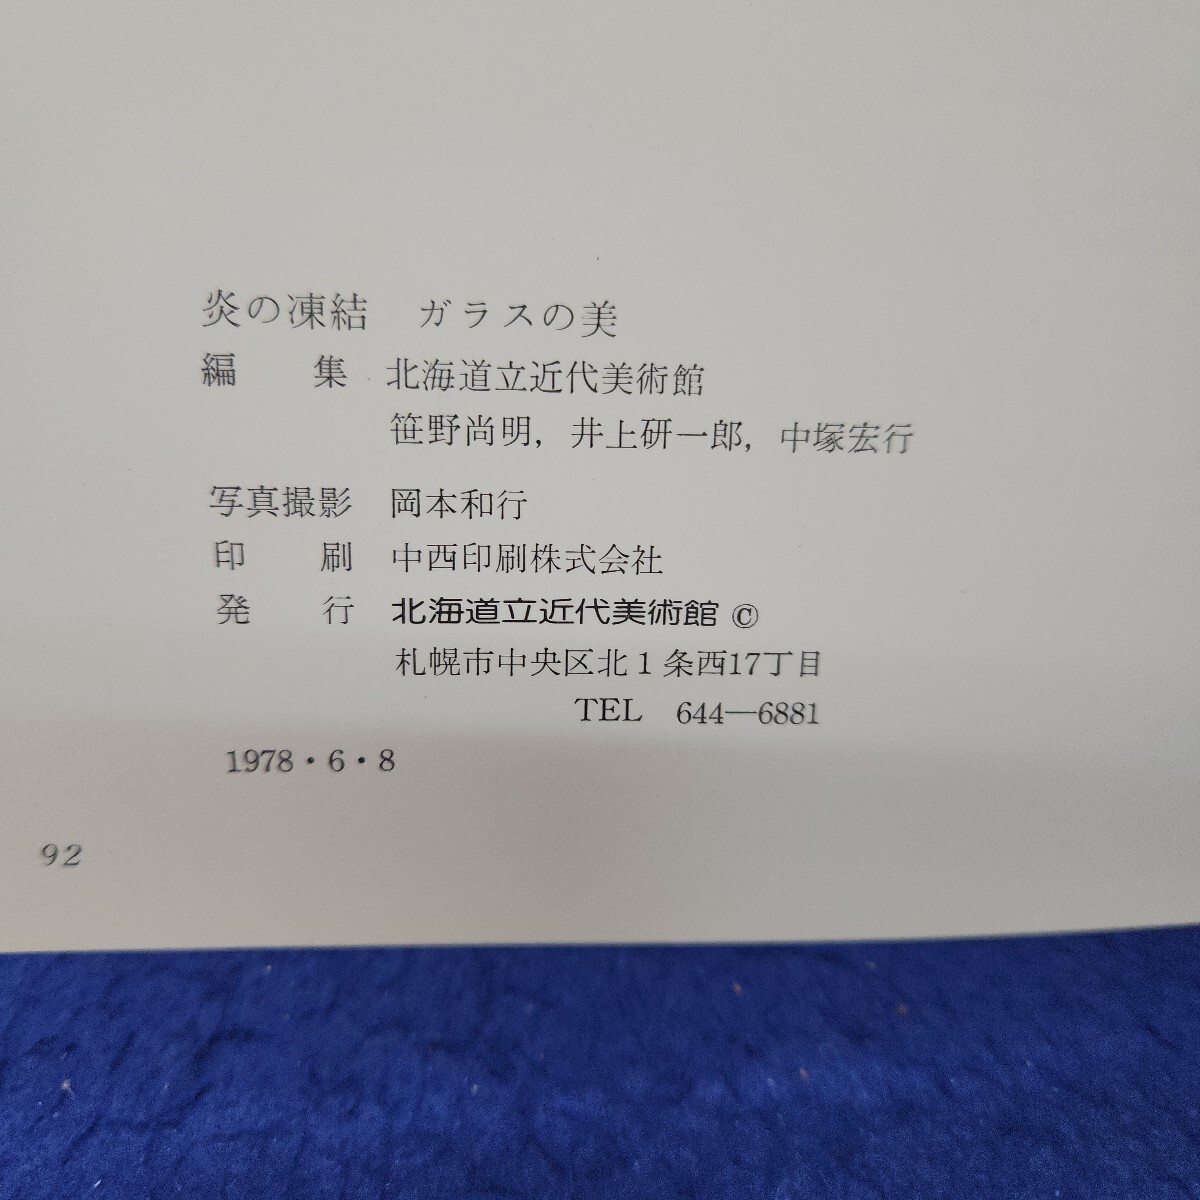 炎の凍結　ガラスの美
編　　集　北海道立近代美術館
笹野尚明, 井上研一郎, 中塚宏行
写真撮影　岡本和行
印　　刷　中西印刷株式会社
発　　行　北海道立近代美術館 ©
札幌市中央区北1条西17丁目
TEL　644—6881
1978・6・8
92